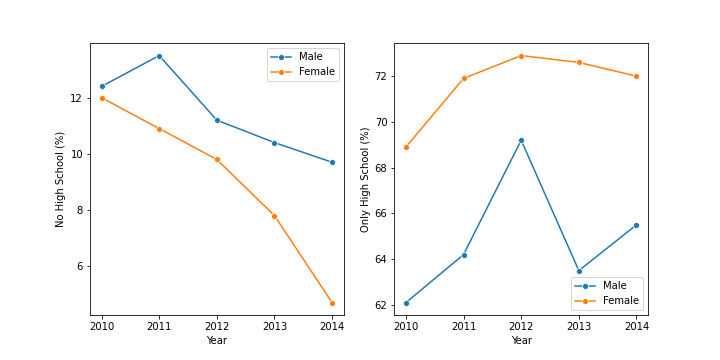 Male
Female
12
10
8
6
No High School (%)
2010 2011 2012 2013 2014
Year
72
70
68
66
64
62
Only High School (%)
Male
Female
2010 2011 2012 2013 2014
Year